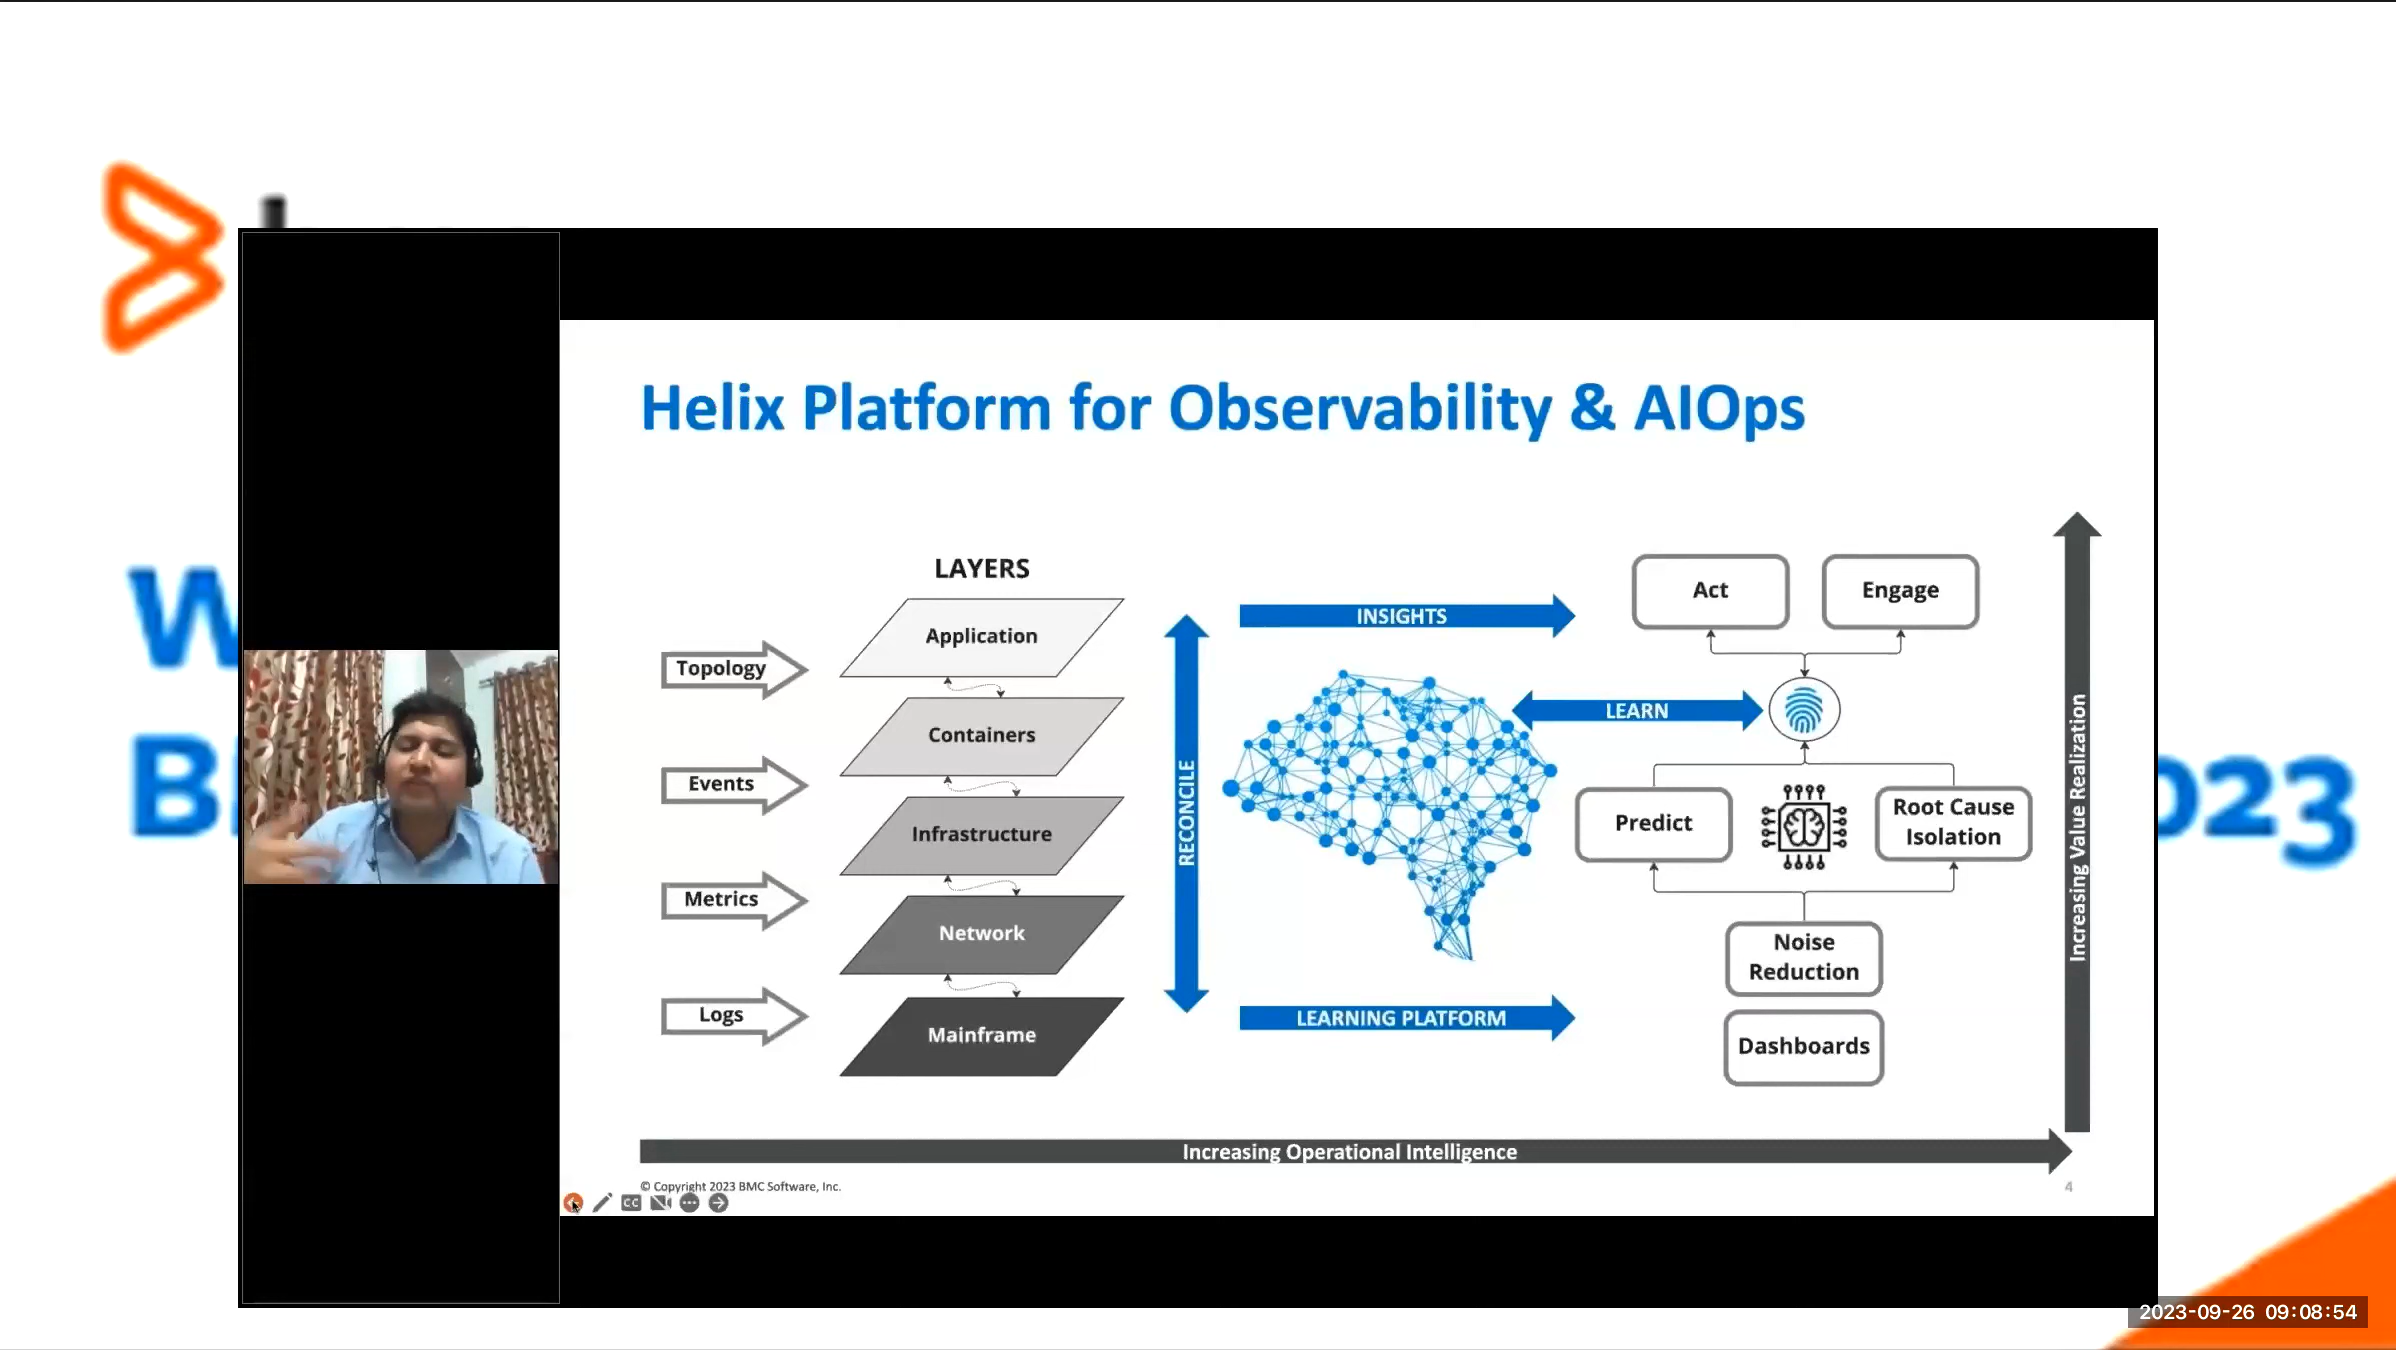 Helix Platform for Observability & AIOps
LAYERS
Topology
Events
Metrics
Logs
Application
Containers
Infrastructure
Network
Mainframe
RECONCILE
INSIGHTS
LEARN
LEARNING PLATFORM
Act
Engage
Predict
Root Cause
Isolation
Noise
Reduction
Dashboards
Increasing Value Realization
Increasing Operational Intelligence
© Copyright 2023 BMC Software, Inc.
4
CC
W
B
023
2023-09-26 09:08:54